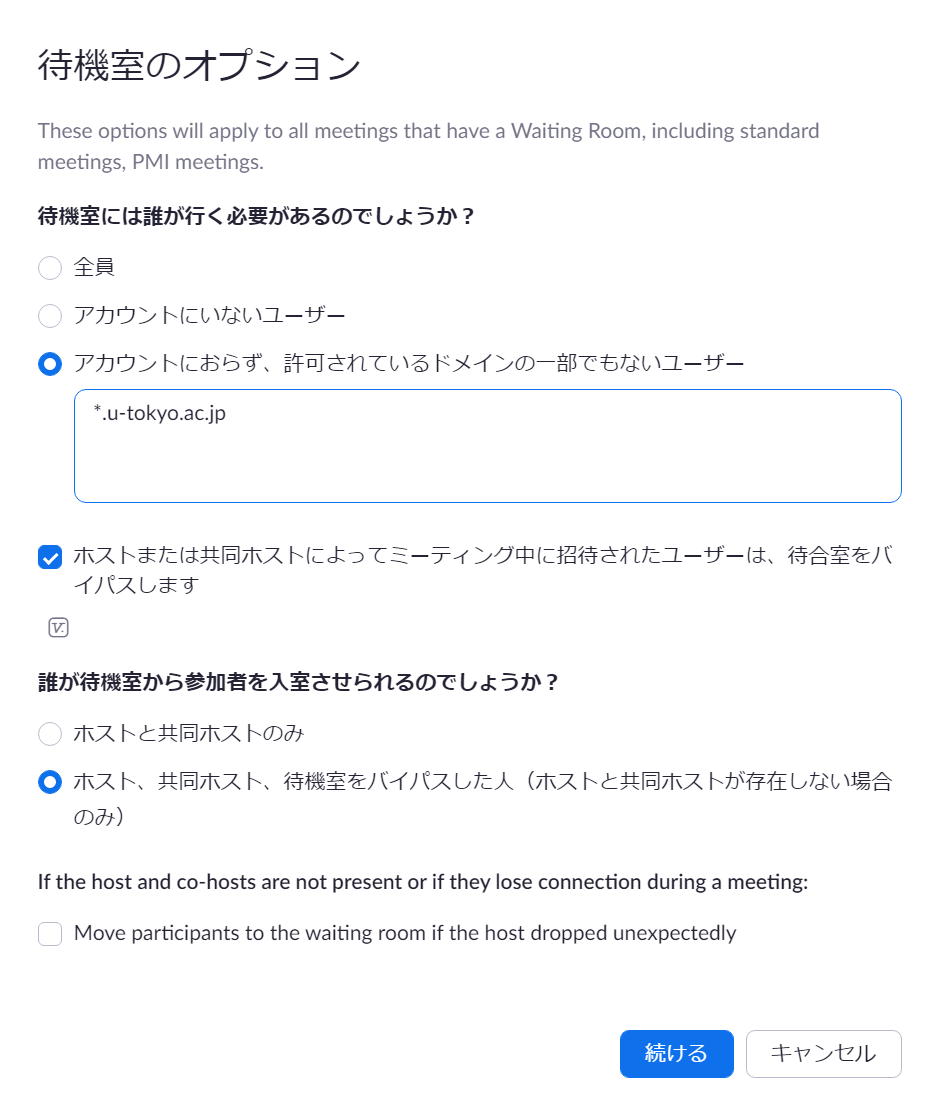 待機室のオプション
These options will apply to all meetings that have a Waiting Room, including standard
meetings, PMI meetings.
待機室には誰が行く必要があるのでしょうか？
全員
アカウントにいないユーザー
アカウントにおらず、許可されているドメインの一部でもないユーザー
*.u-tokyo.ac.jp
ホストまたは共同ホストによってミーティング中に招待されたユーザーは、待合室をバ
イパスします
V.
誰が待機室から参加者を入室させられるのでしょうか？
ホストと共同ホストのみ
ホスト、共同ホスト、待機室をバイパスした人（ホストと共同ホストが存在しない場合
のみ）
If the host and co-hosts are not present or if they lose connection during a meeting:
Move participants to the waiting room if the host dropped unexpectedly
続ける
キャンセル